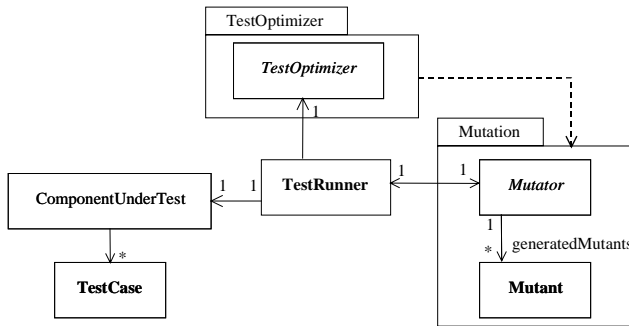 TestOptimizer
TestOptimizer
1
Mutation
ComponentUnderTest
1
1
TestRunner
1
1
Mutator
1
generatedMutants
*
*
TestCase
Mutant